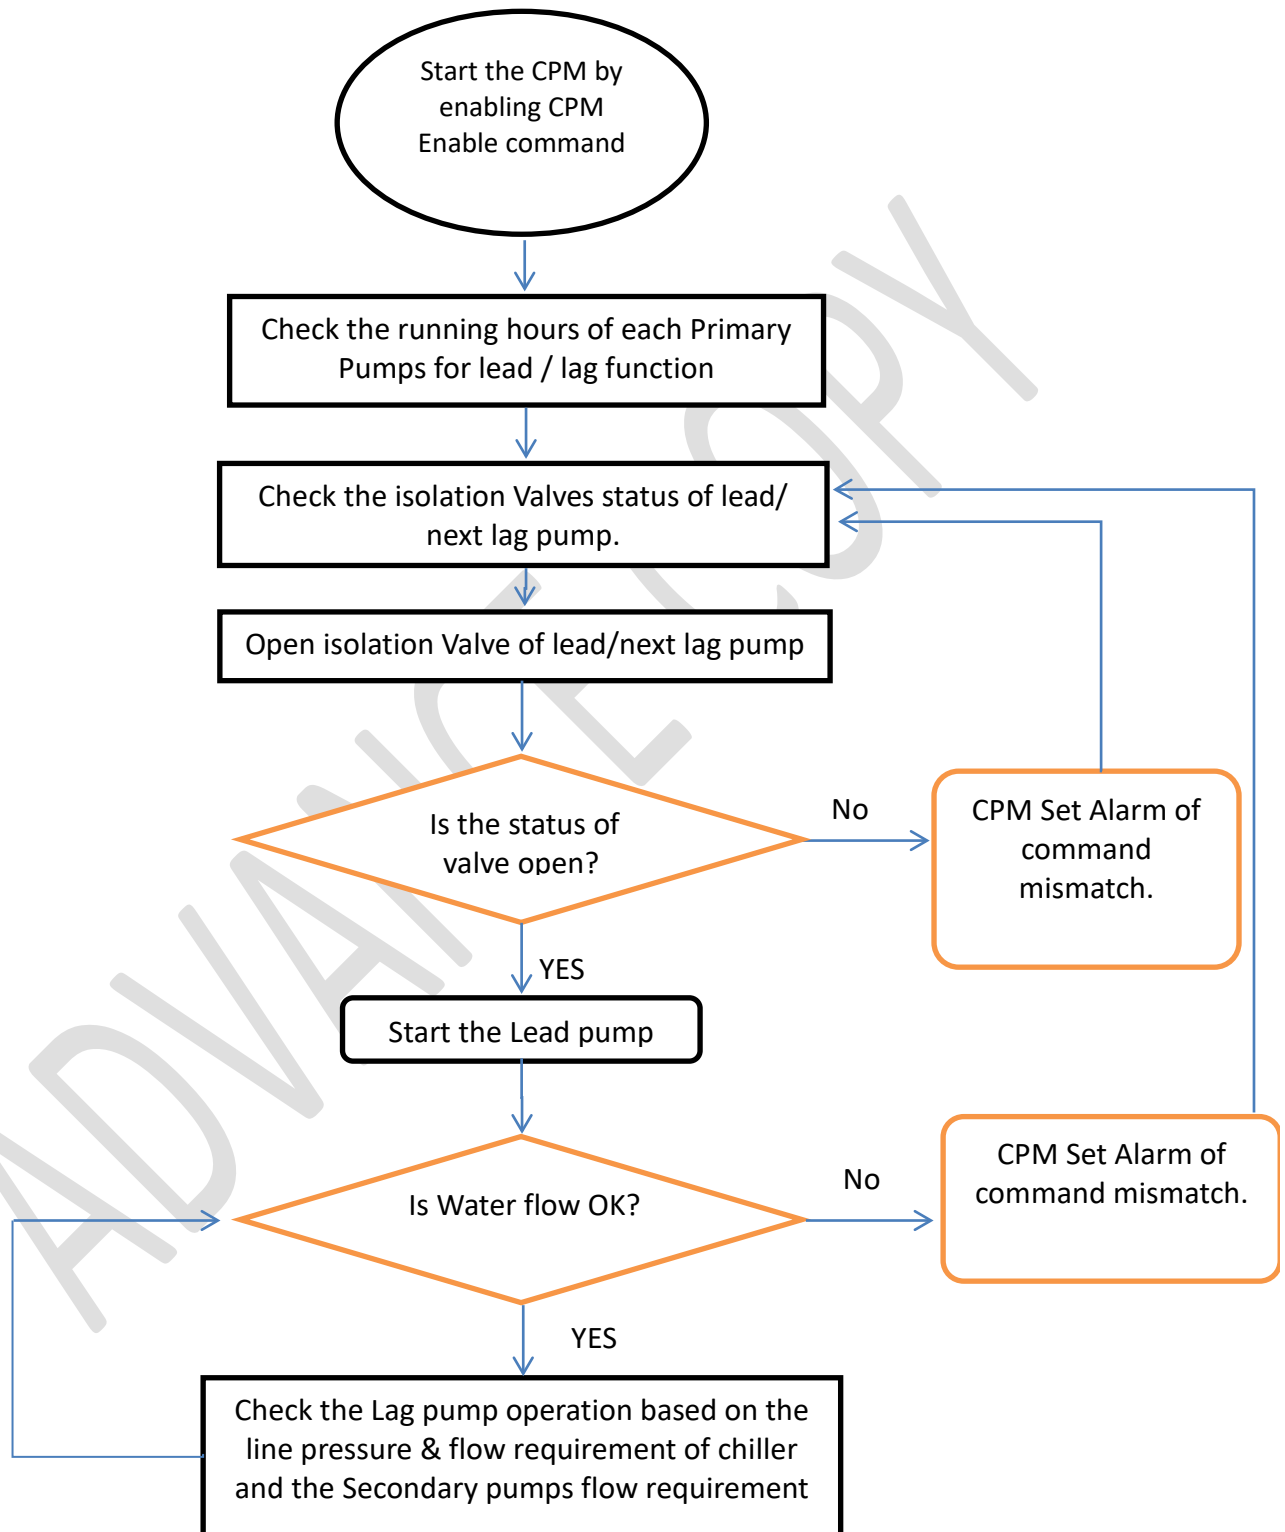 Start the CPM by
enabling CPM
Enable command
Check the running hours of each Primary
Pumps for lead / lag function
Check the isolation Valves status of lead/
next lag pump.
Open isolation Valve of lead/next lag pump
Is the status of
valve open?
No
CPM Set Alarm of
command
mismatch.
YES
Start the Lead pump
Is Water flow OK?
No
CPM Set Alarm of
command mismatch.
YES
Check the Lag pump operation based on the
line pressure & flow requirement of chiller
and the Secondary pumps flow requirement
ADVANCE COPY